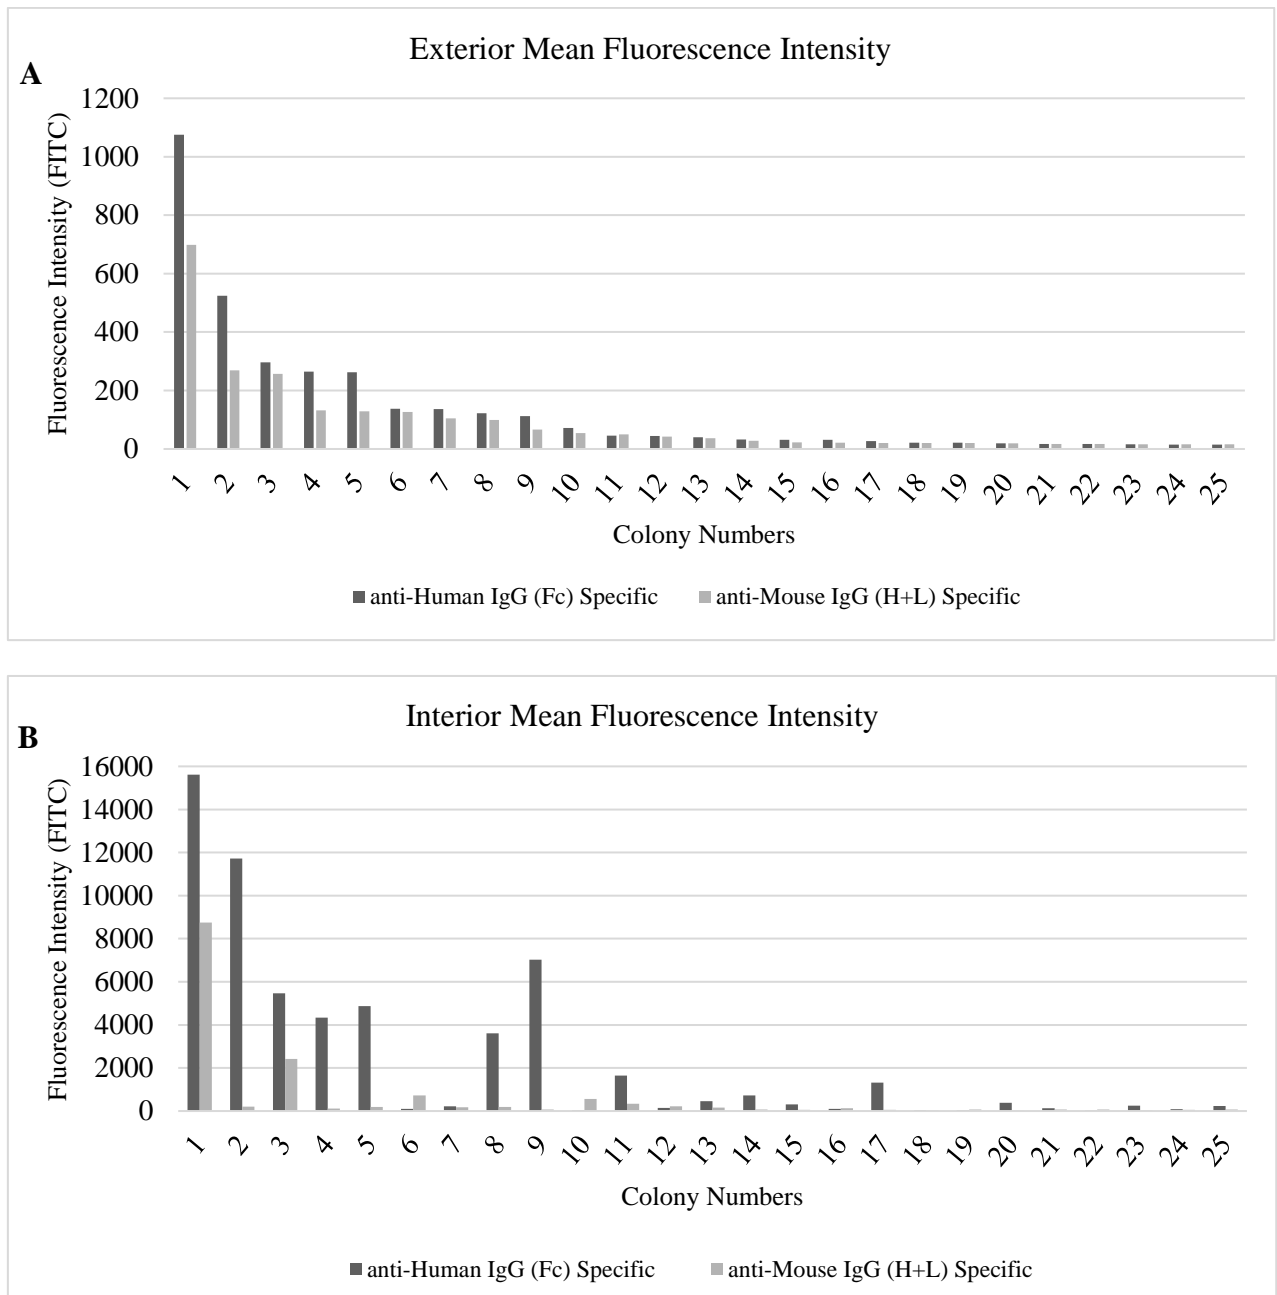 Exterior Mean Fluorescence Intensity
A
Fluorescence Intensity (FITC)
1200
1000
800
600
400
200
0
1 2 3 4 5 6 7 8 9 10 11 12 13 14 15 16 17 18 19 20 21 22 23 24 25
Colony Numbers
anti-Human IgG (Fc) Specific anti-Mouse IgG (H+L) Specific
Interior Mean Fluorescence Intensity
B
Fluorescence Intensity (FITC)
16000
14000
12000
10000
8000
6000
4000
2000
0
1 2 3 4 5 6 7 8 9 10 11 12 13 14 15 16 17 18 19 20 21 22 23 24 25
Colony Numbers
anti-Human IgG (Fc) Specific anti-Mouse IgG (H+L) Specific